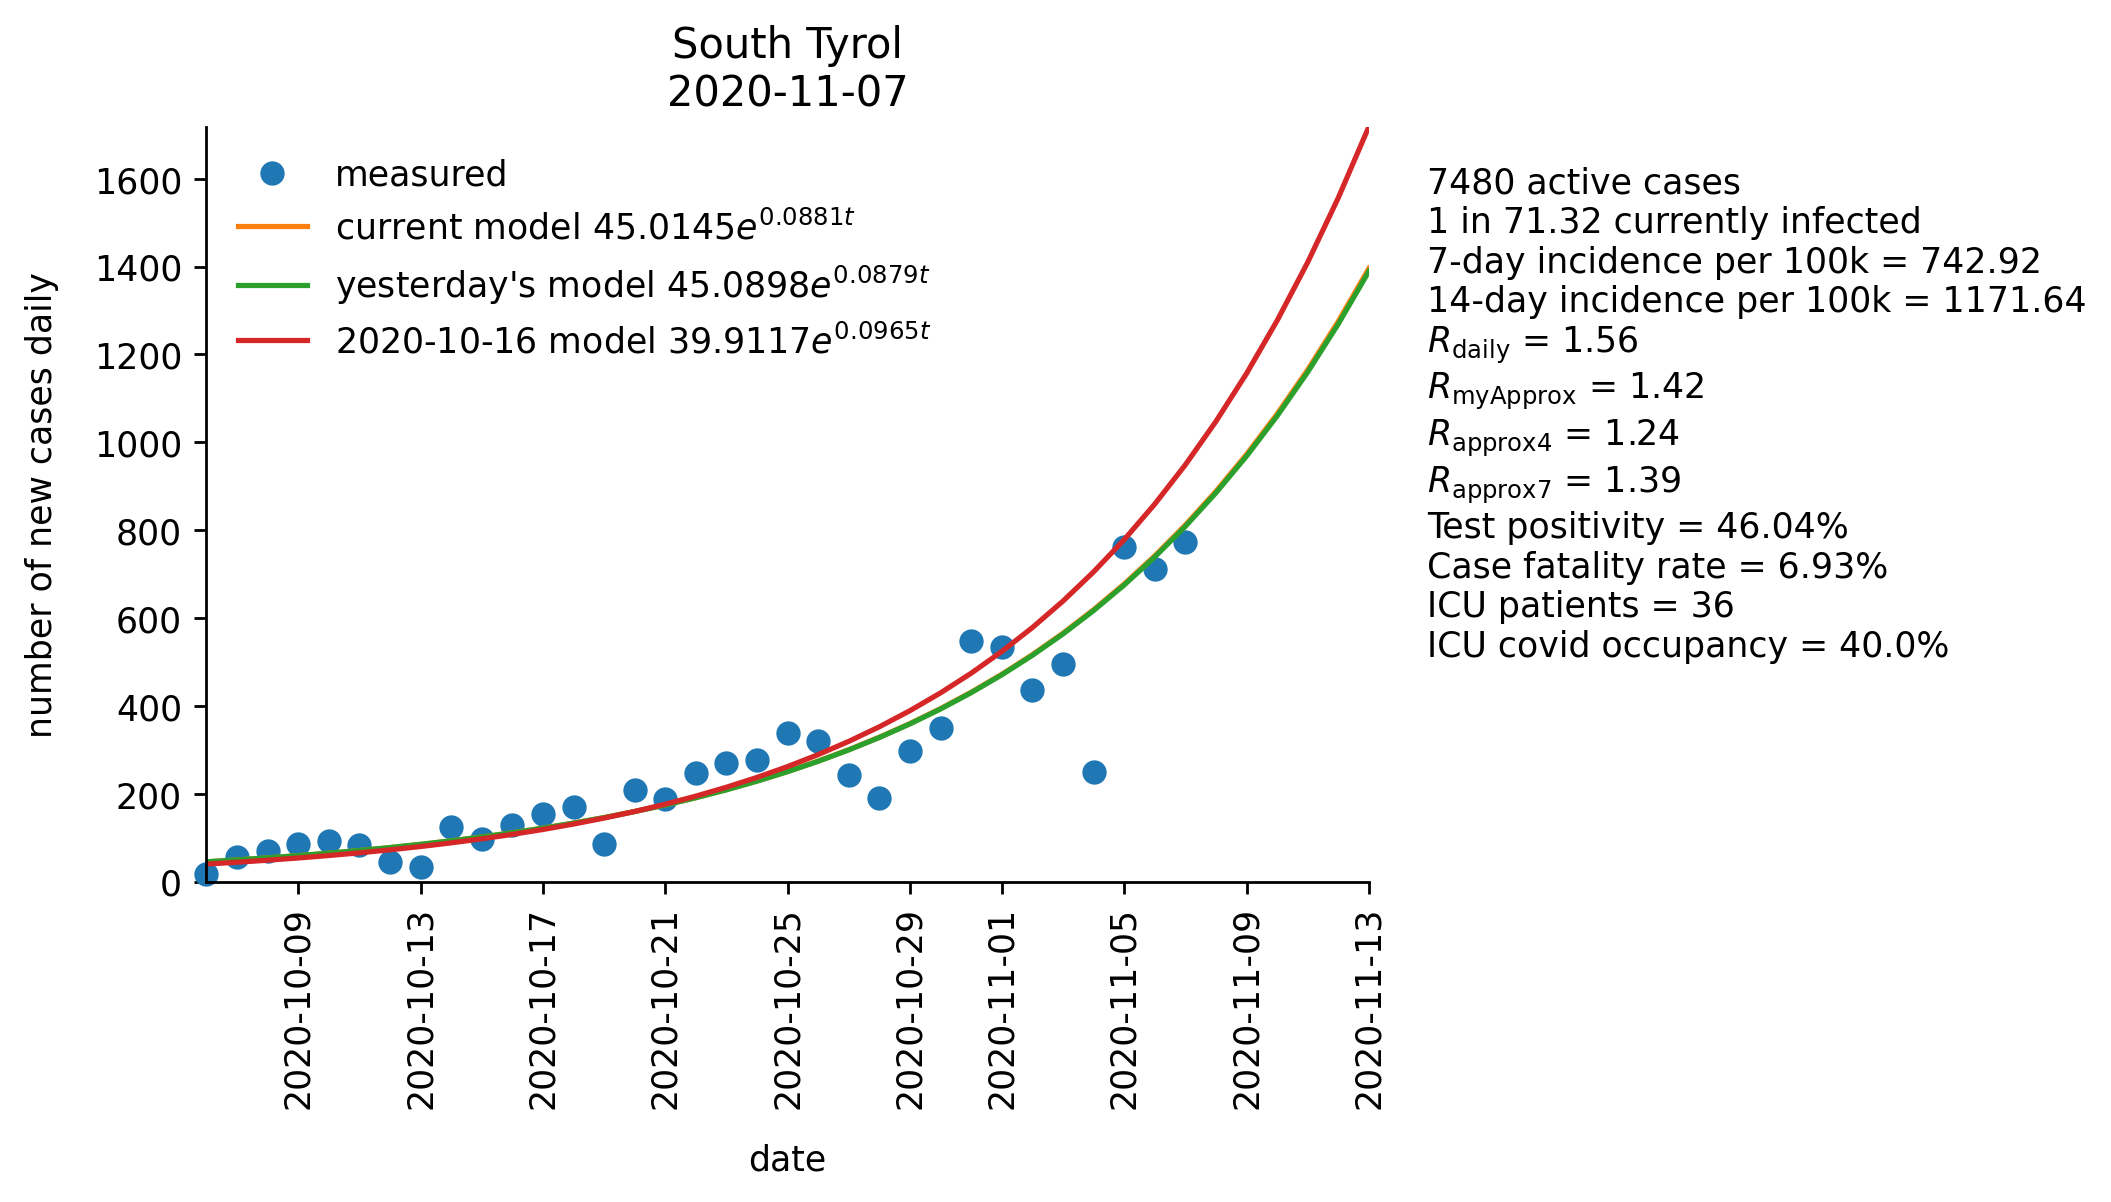 South Tyrol
2020-11-07
number of new cases daily
1600
1400
1200
1000
800
600
400
200
0
measured
current model 45.0145e^0.0881t
yesterday's model 45.0898e^0.0879t
2020-10-16 model 39.9117e^0.0965t
7480 active cases
1 in 71.32 currently infected
7-day incidence per 100k = 742.92
14-day incidence per 100k = 1171.64
R_daily = 1.56
R_myApprox = 1.42
R_approx4 = 1.24
R_approx7 = 1.39
Test positivity = 46.04%
Case fatality rate = 6.93%
ICU patients = 36
ICU covid occupancy = 40.0%
2020-10-09
2020-10-13
2020-10-17
2020-10-21
2020-10-25
2020-10-29
2020-11-01
2020-11-05
2020-11-09
2020-11-13
date